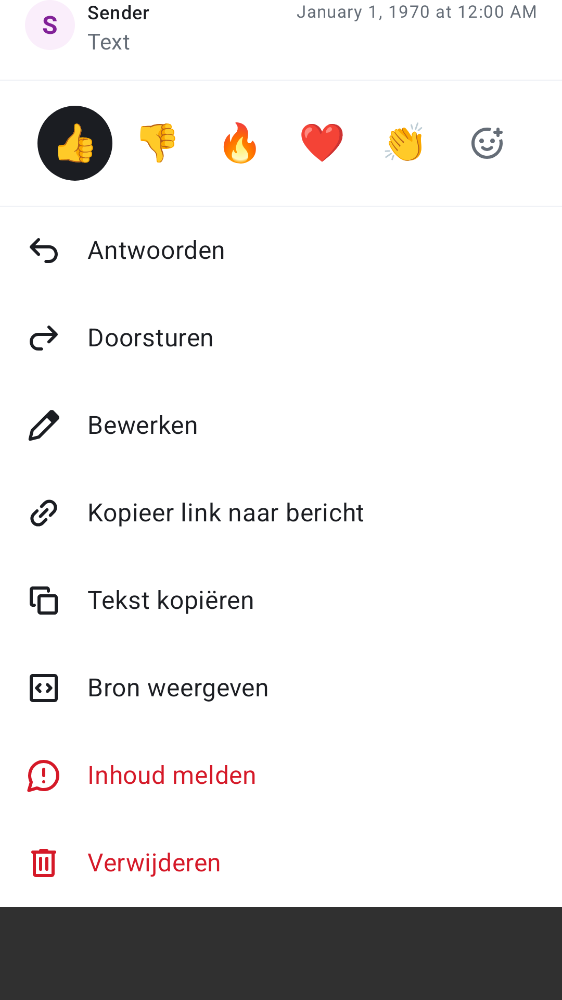 S
Sender
January 1, 1970 at 12:00 AM
Text
Antwoorden
Doorsturen
Bewerken
Kopieer link naar bericht
Tekst kopiëren
Bron weergeven
Inhoud melden
Verwijderen